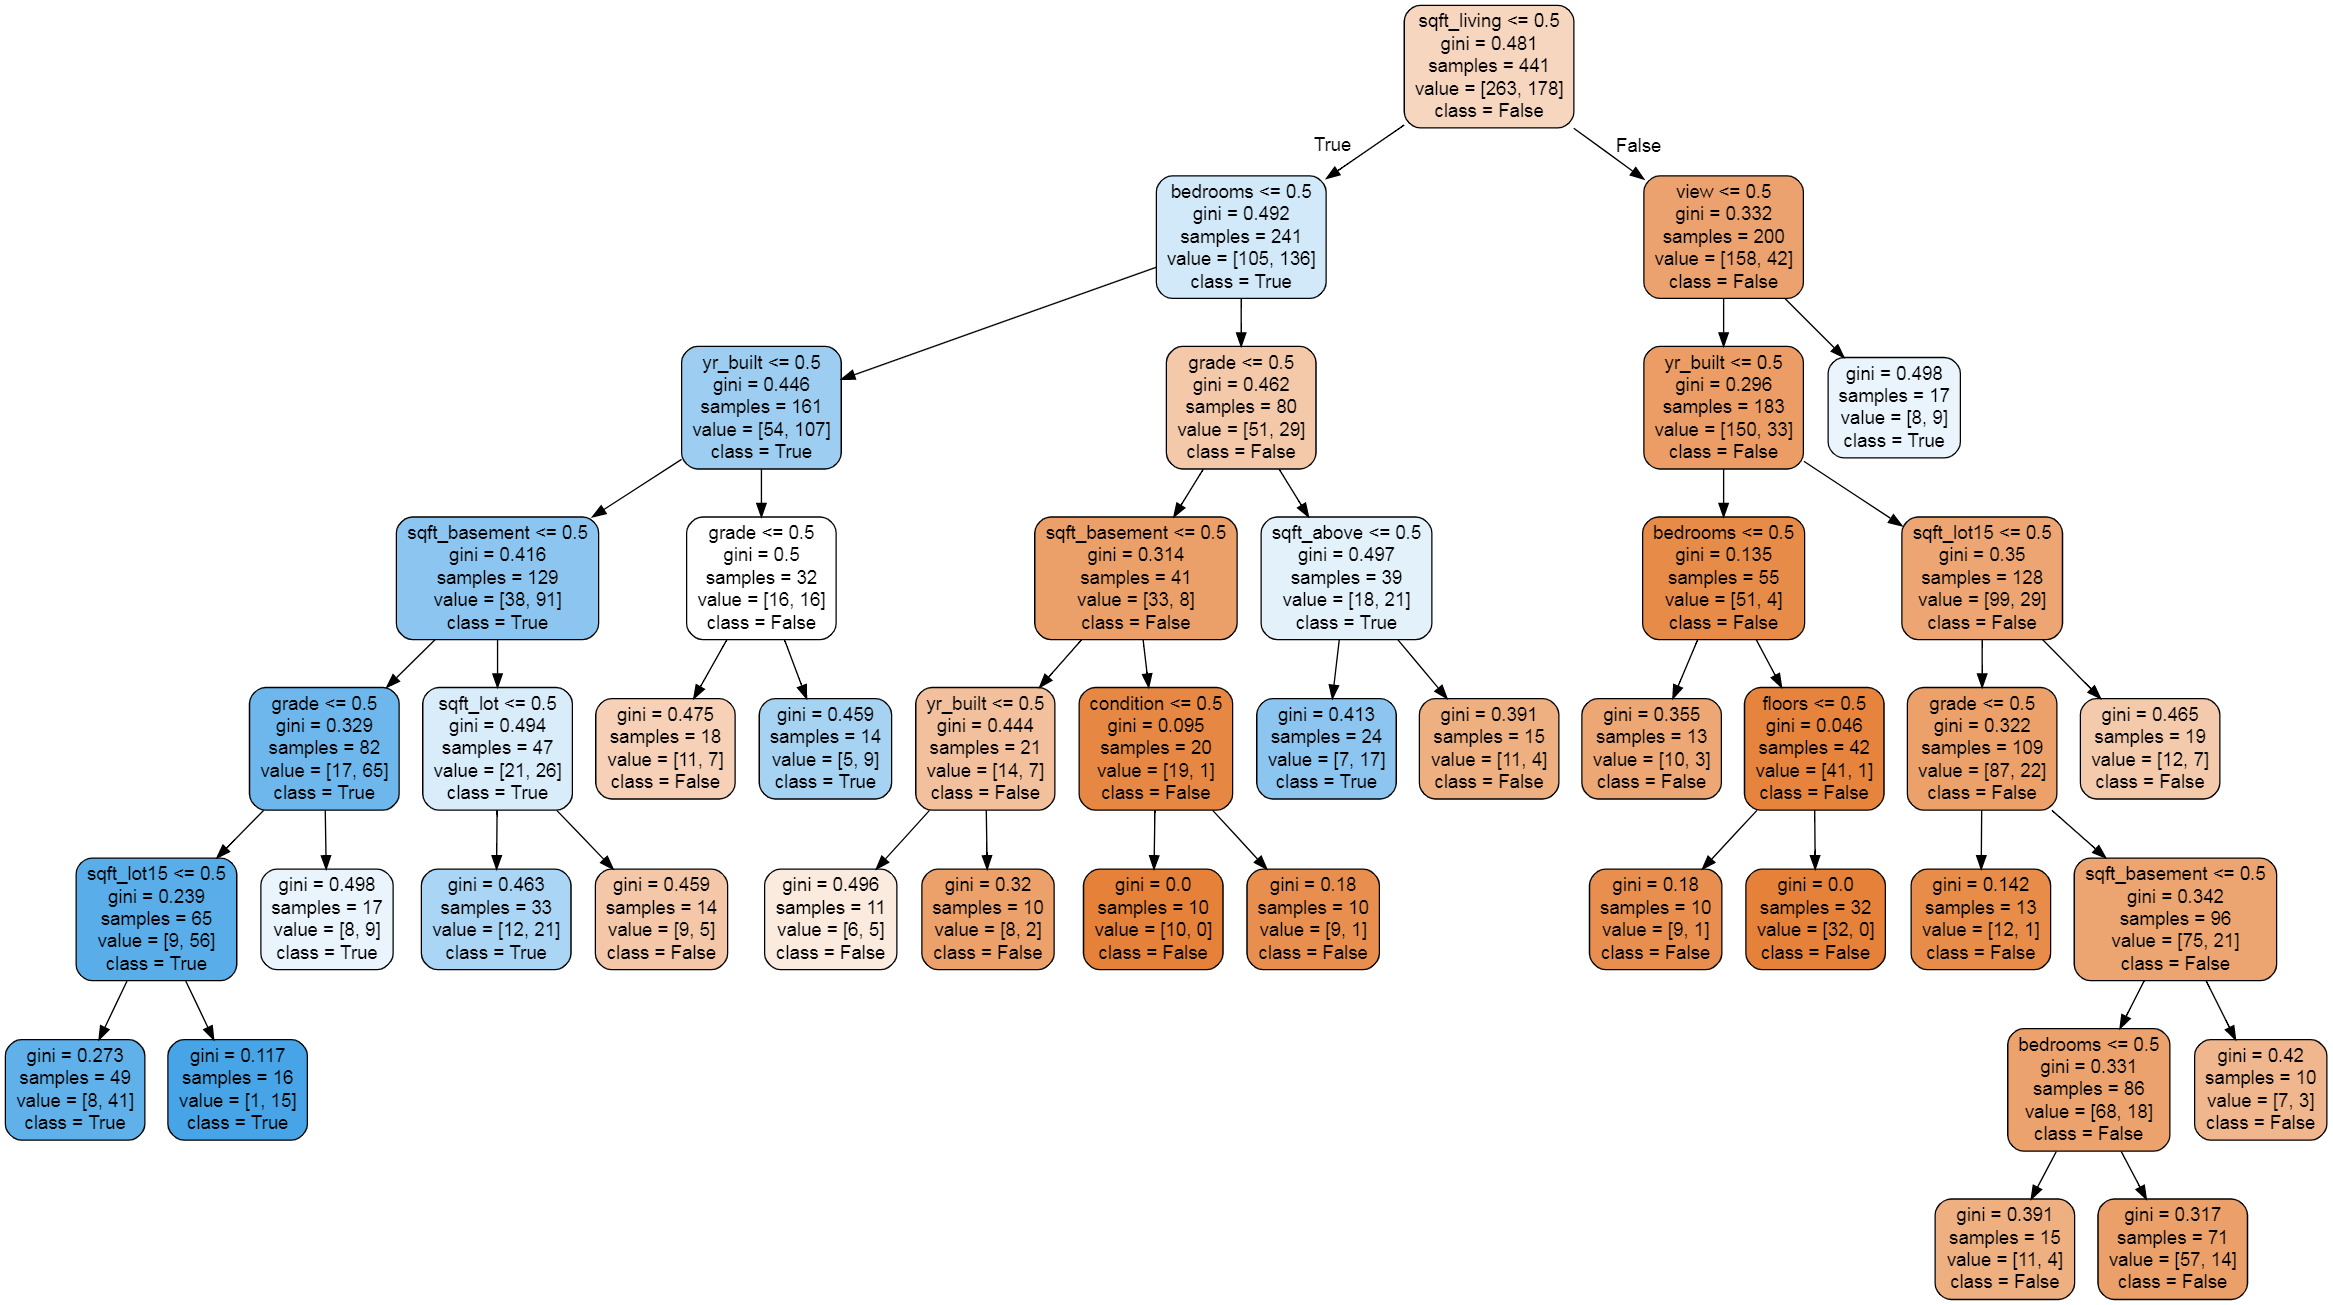 sqft_living <= 0.5
gini = 0.481
samples = 441
value = [263, 178]
class = False
True
False
bedrooms <= 0.5
gini = 0.492
samples = 241
value = [105, 136]
class = True
view <= 0.5
gini = 0.332
samples = 200
value = [158, 42]
class = False
yr_built <= 0.5
gini = 0.446
samples = 161
value = [54, 107]
class = True
grade <= 0.5
gini = 0.462
samples = 80
value = [51, 29]
class = False
yr_built <= 0.5
gini = 0.296
samples = 183
value = [150, 33]
class = False
gini = 0.498
samples = 17
value = [8, 9]
class = True
sqft_basement <= 0.5
gini = 0.416
samples = 129
value = [38, 91]
class = True
grade <= 0.5
gini = 0.5
samples = 32
value = [16, 16]
class = False
sqft_basement <= 0.5
gini = 0.314
samples = 41
value = [33, 8]
class = False
sqft_above <= 0.5
gini = 0.497
samples = 39
value = [18, 21]
class = True
bedrooms <= 0.5
gini = 0.135
samples = 55
value = [51, 4]
class = False
sqft_lot15 <= 0.5
gini = 0.35
samples = 128
value = [99, 29]
class = False
grade <= 0.5
gini = 0.329
samples = 82
value = [17, 65]
class = True
sqft_lot <= 0.5
gini = 0.494
samples = 47
value = [21, 26]
class = True
gini = 0.475
samples = 18
value = [11, 7]
class = False
gini = 0.459
samples = 14
value = [5, 9]
class = True
yr_built <= 0.5
gini = 0.444
samples = 21
value = [14, 7]
class = False
condition <= 0.5
gini = 0.095
samples = 20
value = [19, 1]
class = False
gini = 0.413
samples = 24
value = [7, 17]
class = True
gini = 0.391
samples = 15
value = [11, 4]
class = False
gini = 0.355
samples = 13
value = [10, 3]
class = False
floors <= 0.5
gini = 0.046
samples = 42
value = [41, 1]
class = False
grade <= 0.5
gini = 0.322
samples = 109
value = [87, 22]
class = False
gini = 0.465
samples = 19
value = [12, 7]
class = False
sqft_lot15 <= 0.5
gini = 0.239
samples = 65
value = [9, 56]
class = True
gini = 0.498
samples = 17
value = [8, 9]
class = True
gini = 0.463
samples = 33
value = [12, 21]
class = True
gini = 0.459
samples = 14
value = [9, 5]
class = False
gini = 0.496
samples = 11
value = [6, 5]
class = False
gini = 0.32
samples = 10
value = [8, 2]
class = False
gini = 0.0
samples = 10
value = [10, 0]
class = False
gini = 0.18
samples = 10
value = [9, 1]
class = False
gini = 0.18
samples = 10
value = [9, 1]
class = False
gini = 0.0
samples = 32
value = [32, 0]
class = False
gini = 0.142
samples = 13
value = [12, 1]
class = False
sqft_basement <= 0.5
gini = 0.342
samples = 96
value = [75, 21]
class = False
gini = 0.273
samples = 49
value = [8, 41]
class = True
gini = 0.117
samples = 16
value = [1, 15]
class = True
bedrooms <= 0.5
gini = 0.331
samples = 86
value = [68, 18]
class = False
gini = 0.42
samples = 10
value = [7, 3]
class = False
gini = 0.391
samples = 15
value = [11, 4]
class = False
gini = 0.317
samples = 71
value = [57, 14]
class = False